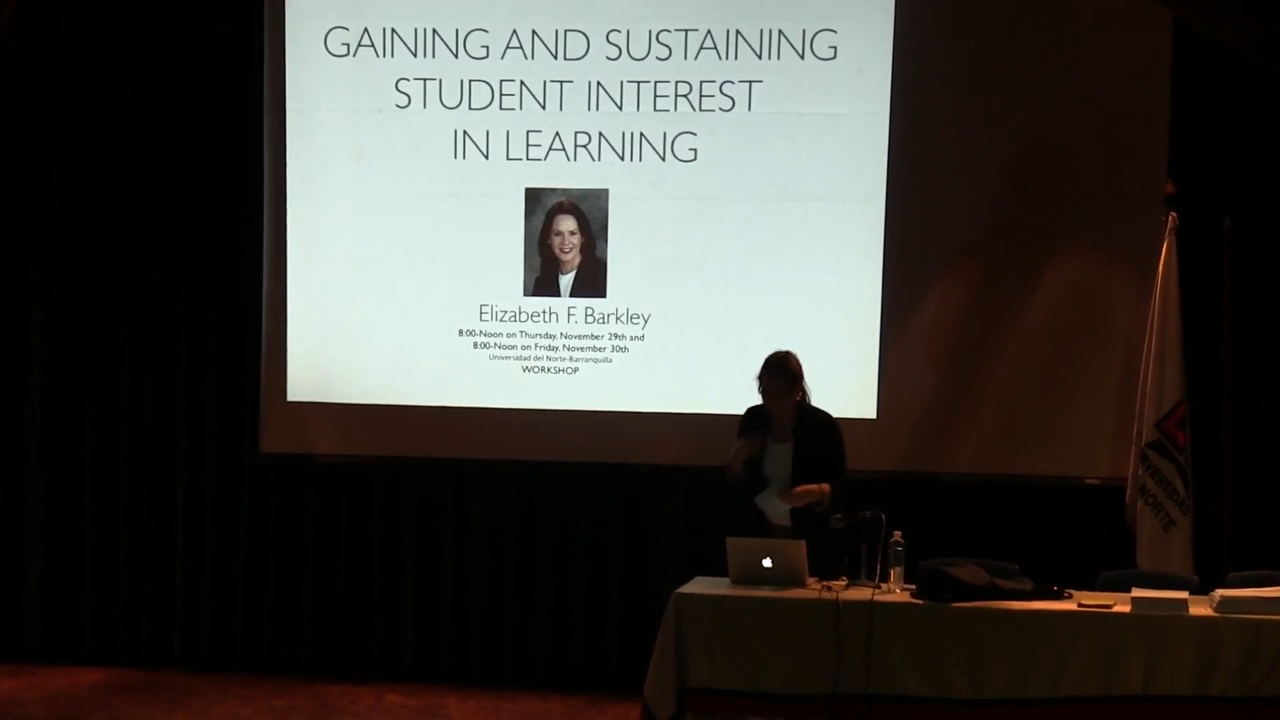 GAINING AND SUSTAINING
STUDENT INTEREST
IN LEARNING
Elizabeth F. Barkley
8:00-Noon on Thursday, November 29th and
8:00-Noon on Friday, November 30th
Universidad del Norte-Barranquilla
WORKSHOP
NORTE